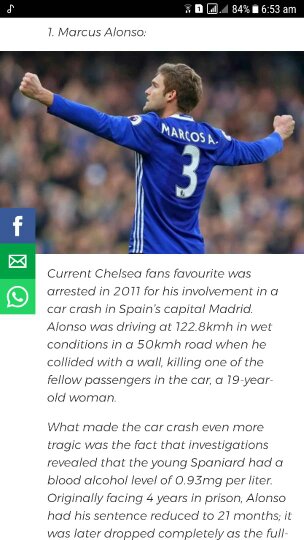 84% 6:53 am
1. Marcus Alonso:
MARCOS A.
3
Current Chelsea fans favourite was
arrested in 2011 for his involvement in a
car crash in Spain's capital Madrid.
Alonso was driving at 122.8kmh in wet
conditions in a 50kmh road when he
collided with a wall, killing one of the
fellow passengers in the car, a 19-year-
old woman.
What made the car crash even more
tragic was the fact that investigations
revealed that the young Spaniard had a
blood alcohol level of 0.93mg per liter.
Originally facing 4 years in prison, Alonso
had his sentence reduced to 21 months; it
was later dropped completely as the full-